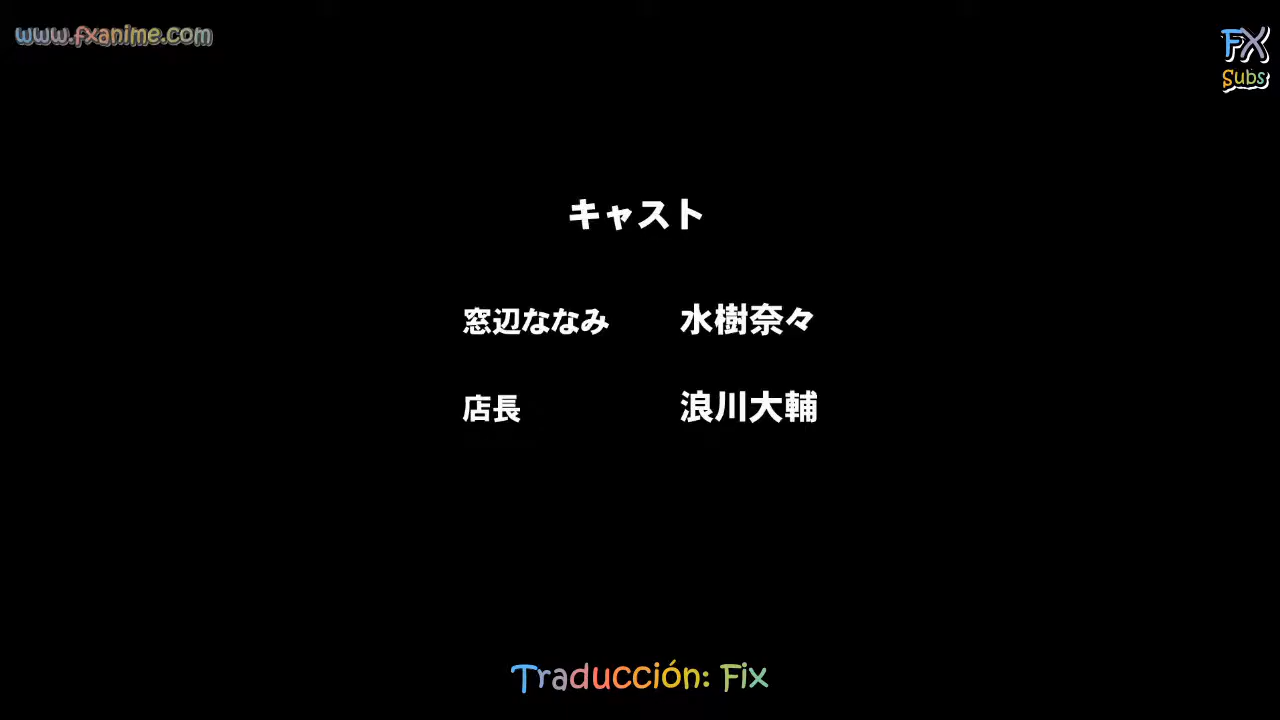 www.fxanime.com
FX
Subs
キャスト
窓辺ななみ 水樹奈々
店長 浪川大輔
Traducción: Fix